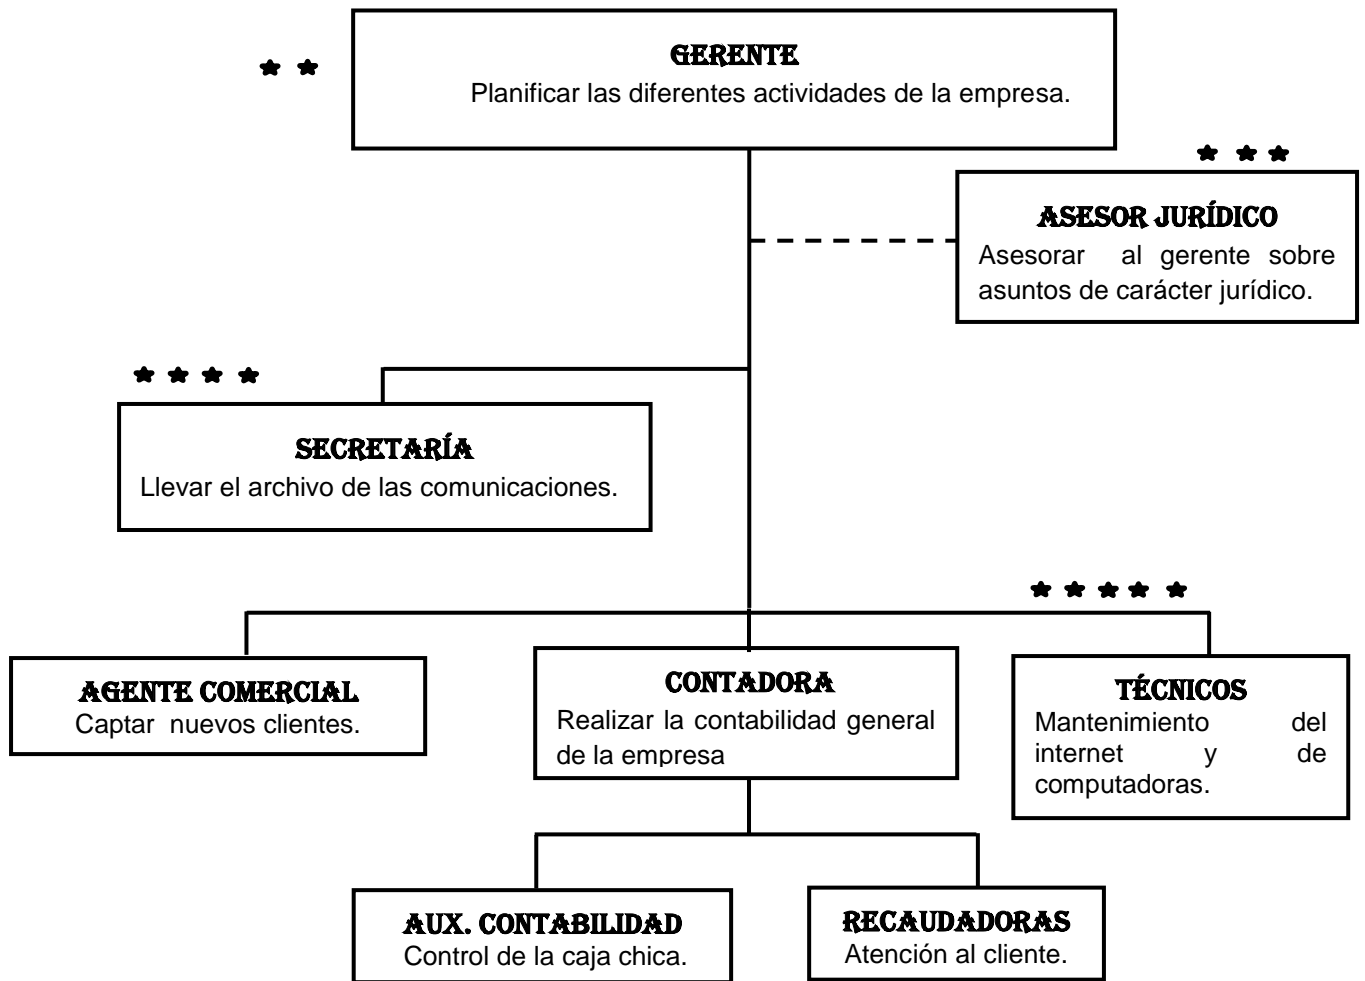 GERENTE
Planificar las diferentes actividades de la empresa.
ASESOR JURÍDICO
Asesorar al gerente sobre
asuntos de carácter jurídico.
SECRETARÍA
Llevar el archivo de las comunicaciones.
AGENTE COMERCIAL
Captar nuevos clientes.
CONTADORA
Realizar la contabilidad general
de la empresa
TÉCNICOS
Mantenimiento del
internet y de
computadoras.
AUX. CONTABILIDAD
Control de la caja chica.
RECAUDADORAS
Atención al cliente.